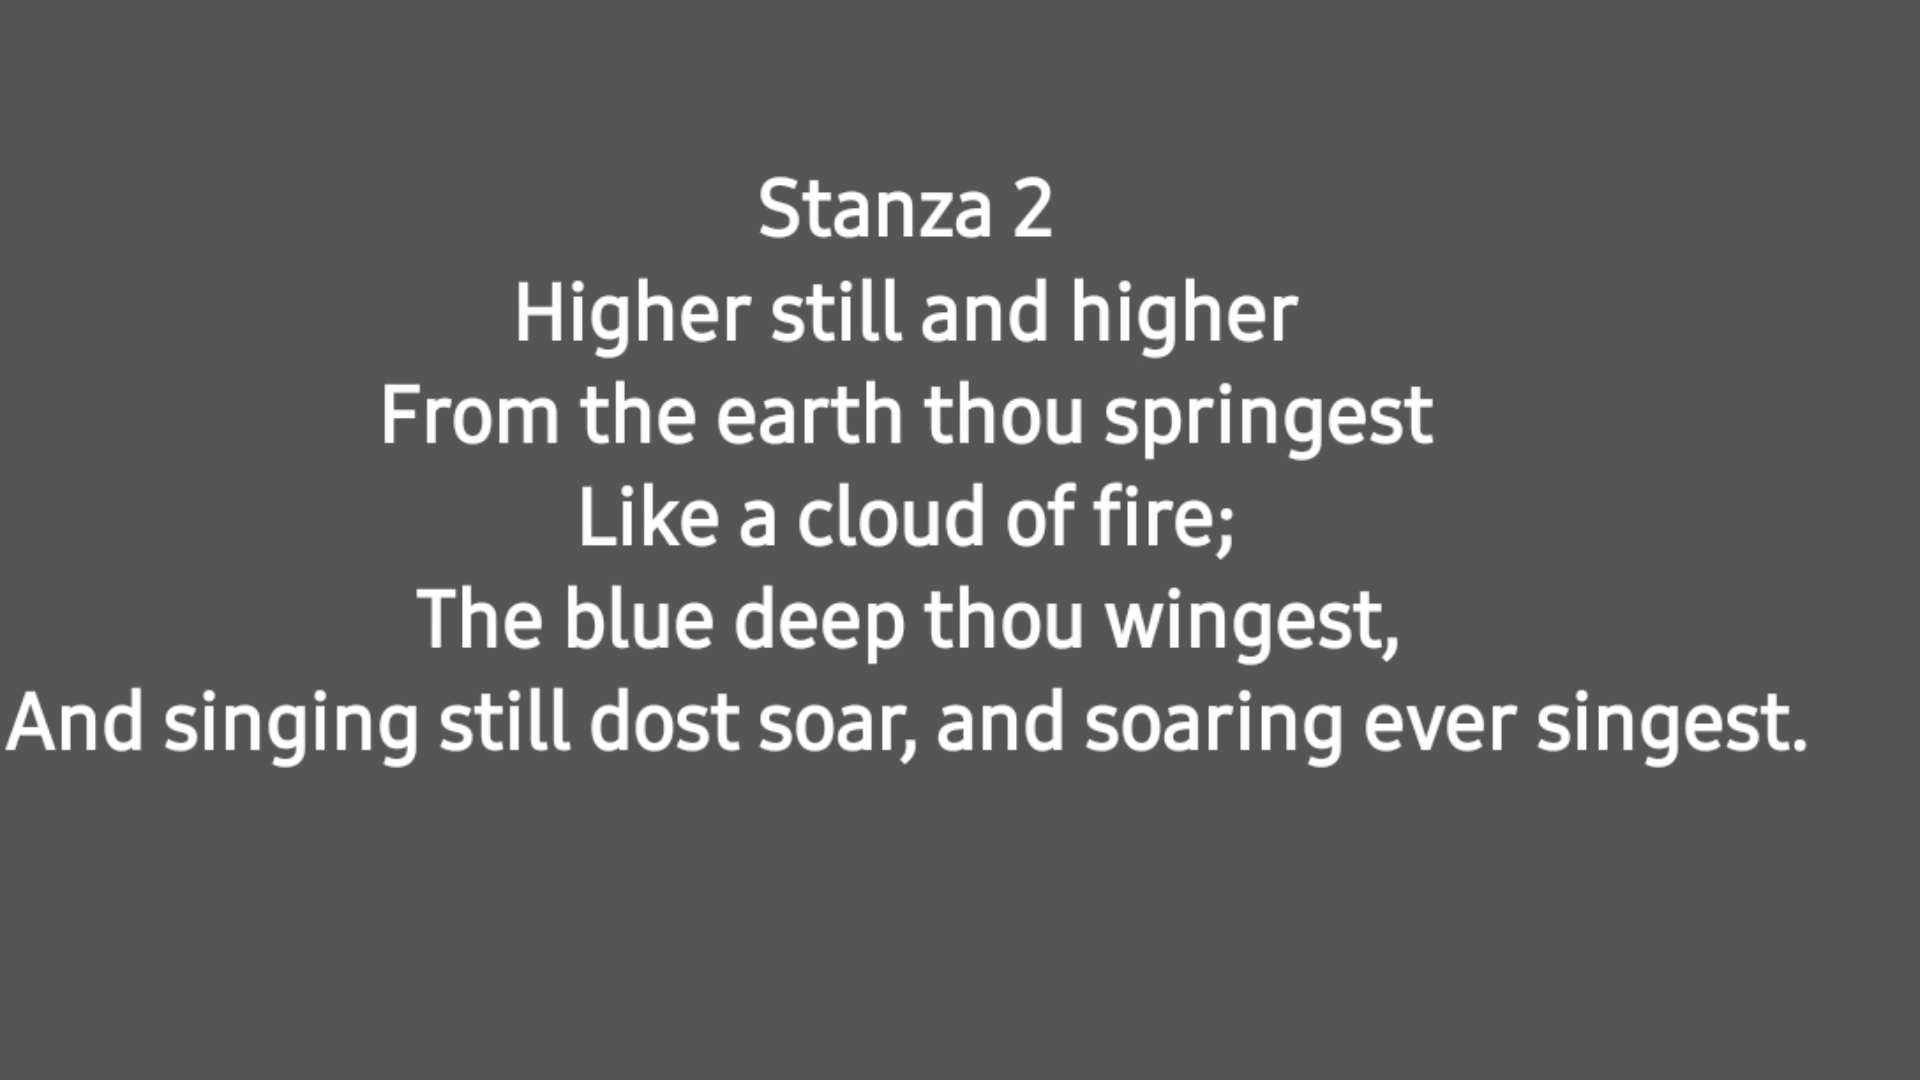 Stanza 2
Higher still and higher
From the earth thou springest
Like a cloud of fire;
The blue deep thou wingest,
And singing still dost soar, and soaring ever singest.